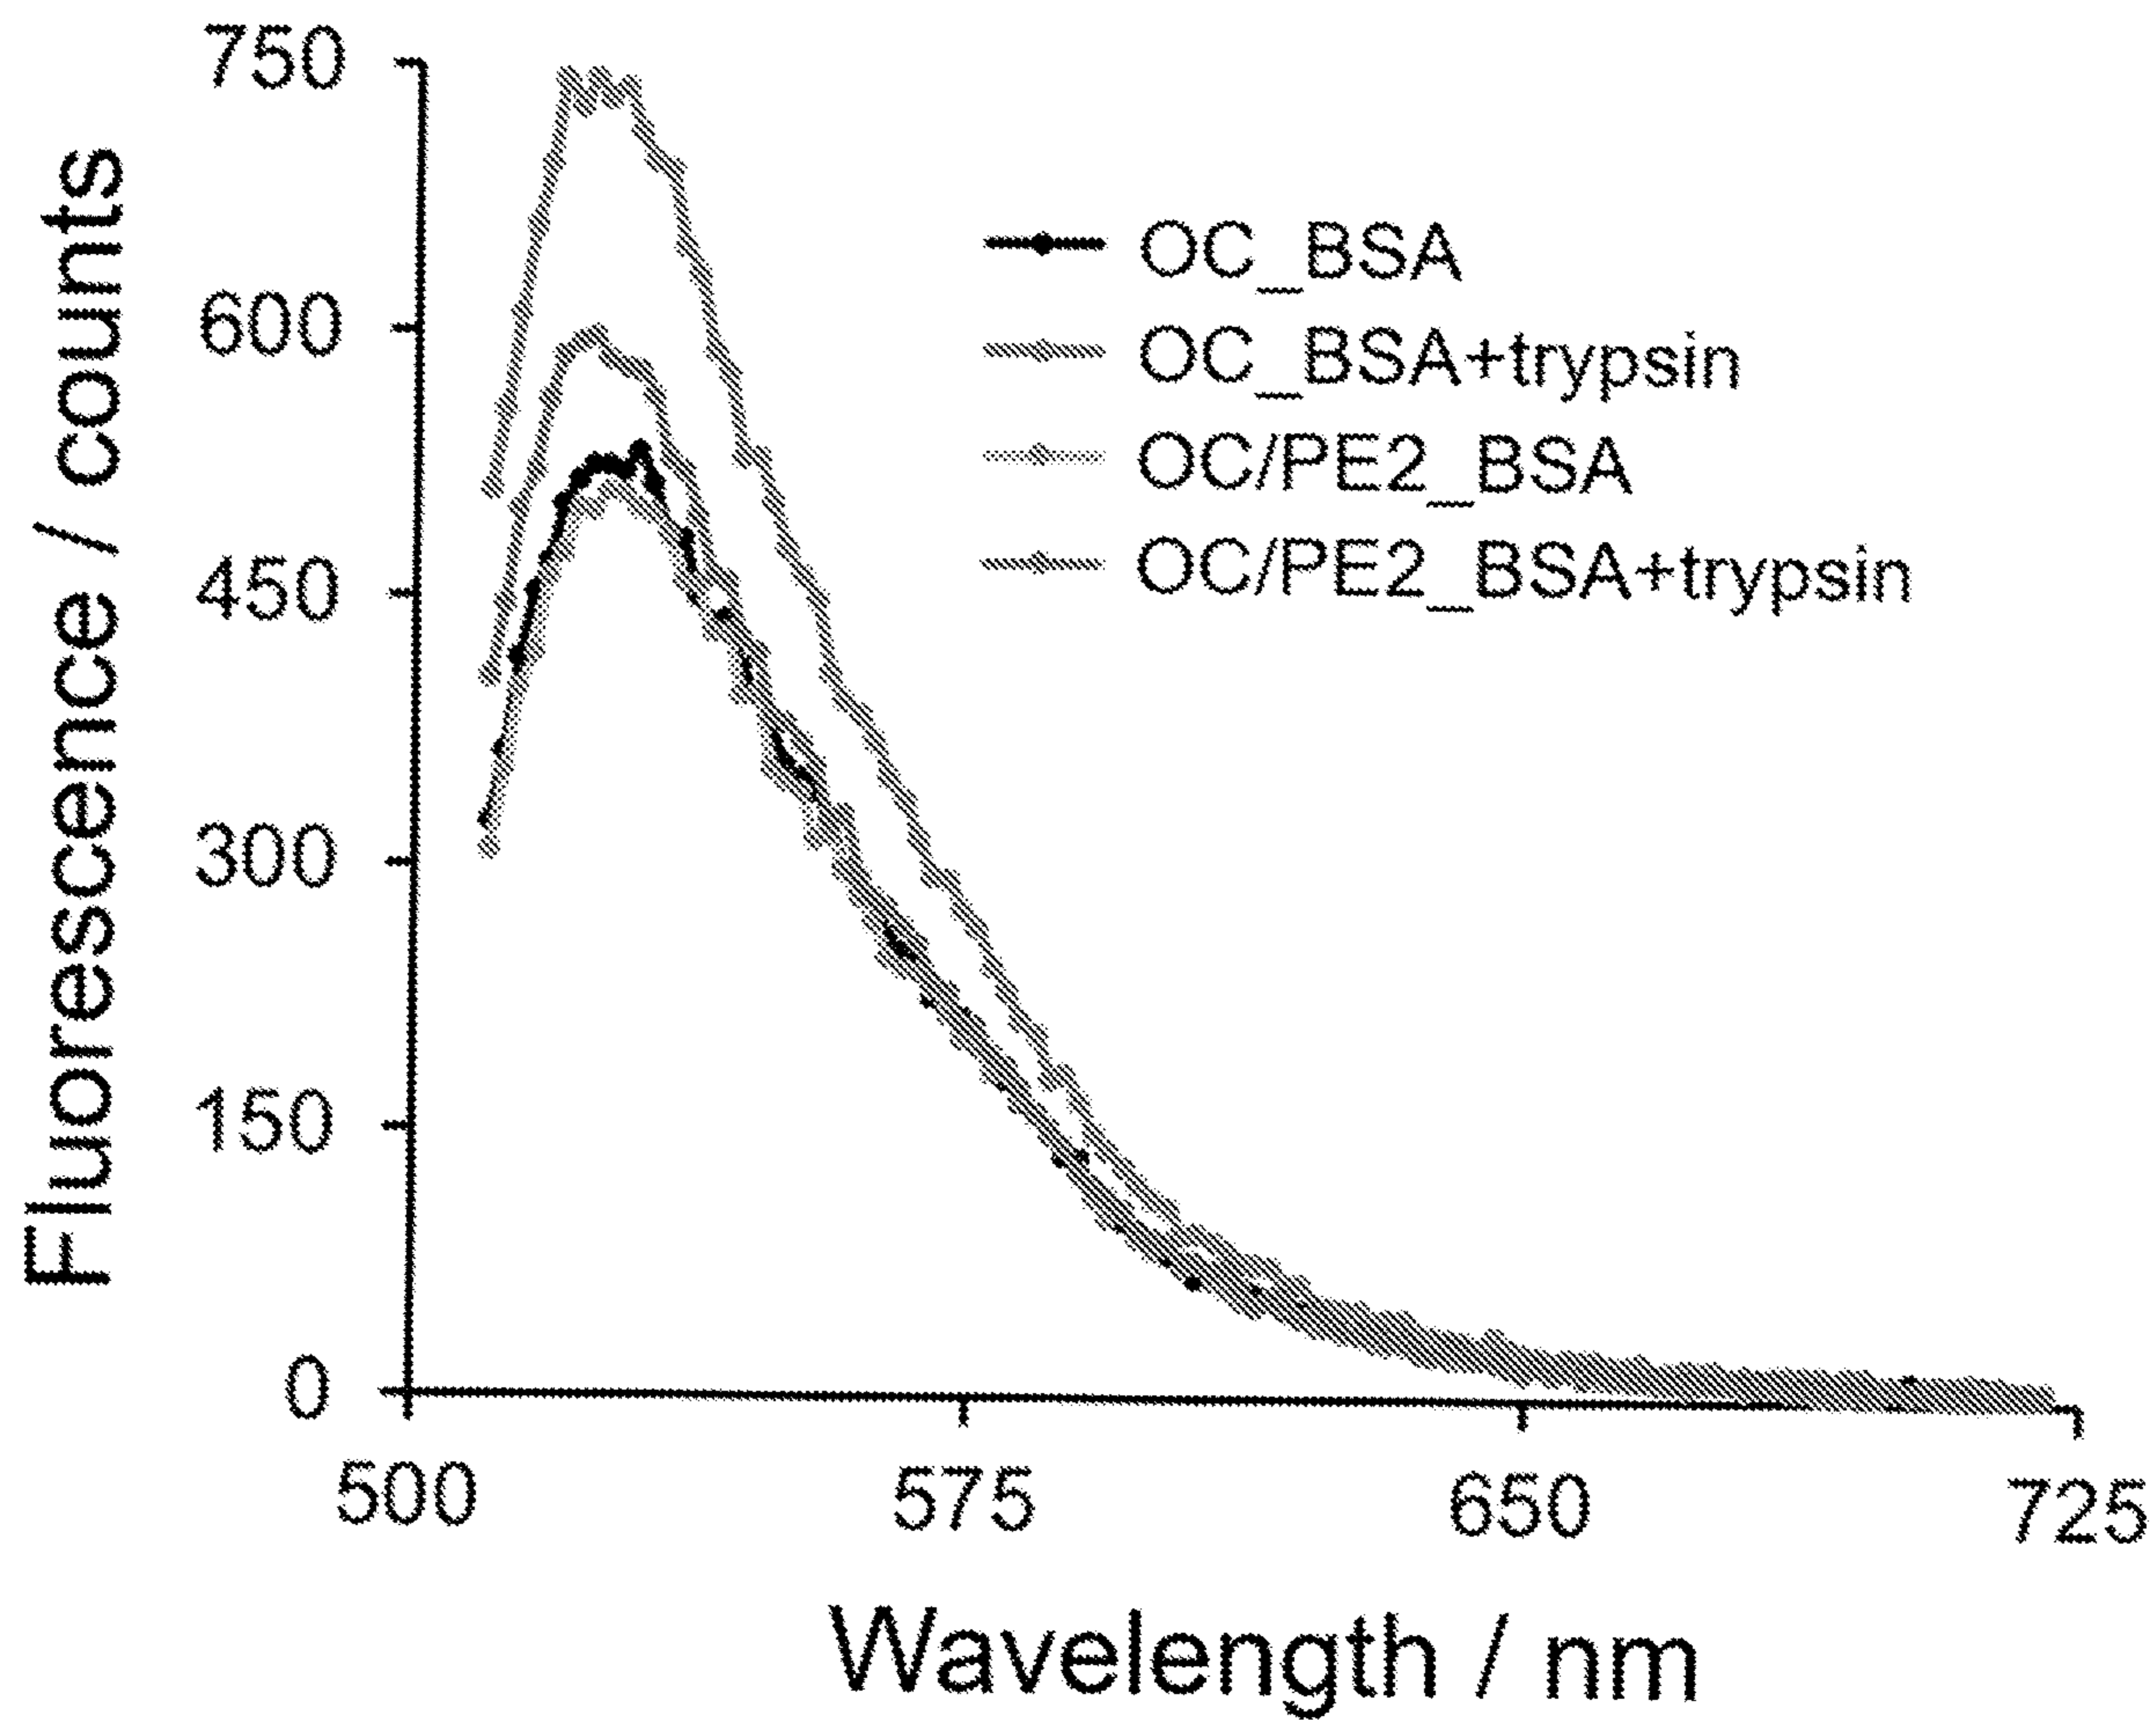 Fluorescence / counts
750
600
450
300
150
0
OC_BSA
OC_BSA+trypsin
OC/PE2_BSA
OC/PE2_BSA+trypsin
500 575 650 725
Wavelength / nm